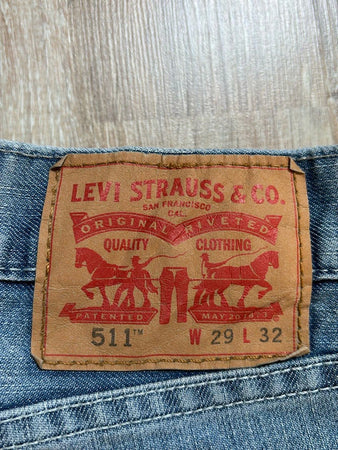 LEVI STRAUSS & CO.
SAN FRANCISCO
CAL.
ORIGINAL RIVETED
QUALITY CLOTHING
PATENTED MAY 20 1873
511™ W 29 L 32